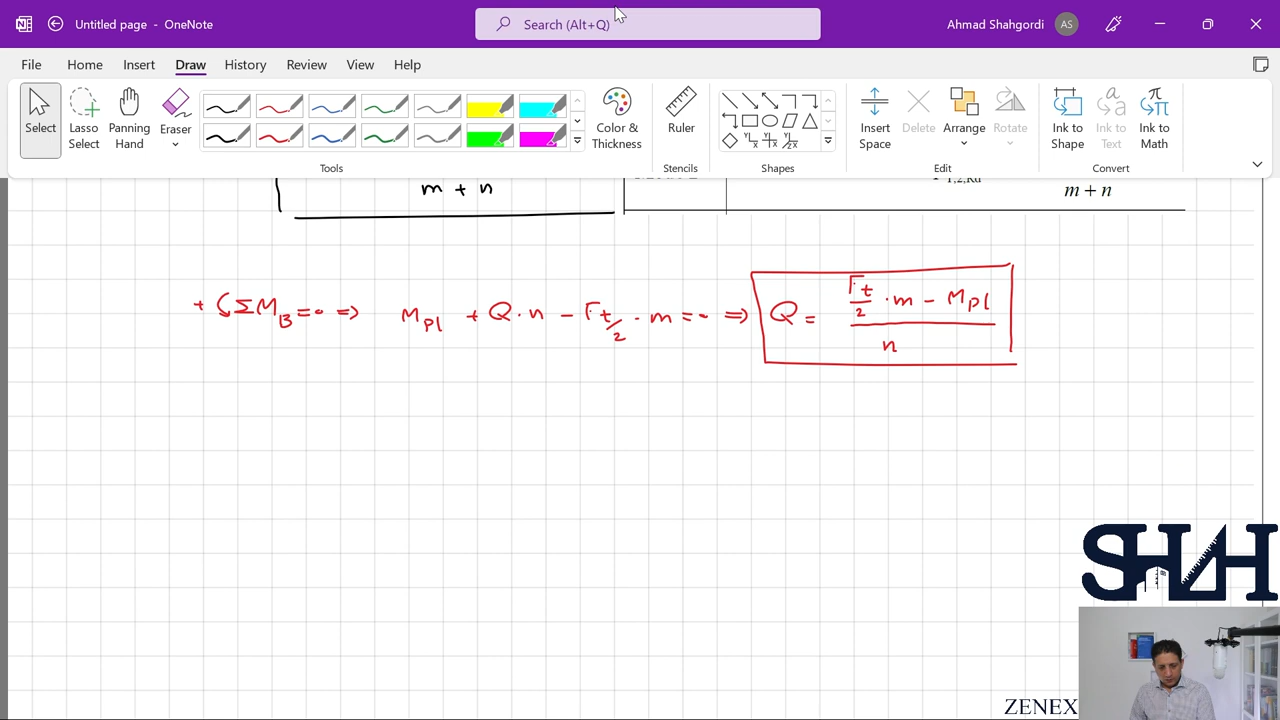 Untitled page - OneNote
Search (Alt+Q)
Ahmad Shahgordi AS
File Home Insert Draw History Review View Help
Select
Lasso Select
Panning Hand
Eraser
Color & Thickness
Ruler
Insert Space
Delete
Arrange
Rotate
Ink to Shape
Ink to Text
Ink to Math
Tools Stencils Shapes Edit Convert
m + n
m + n
+ ↺ ΣM_B = 0 ⇒ M_Pl + Q · n − F_t/2 · m = 0 ⇒ Q = (F_t/2 · m − M_Pl) / n
SHAH
ZENEX